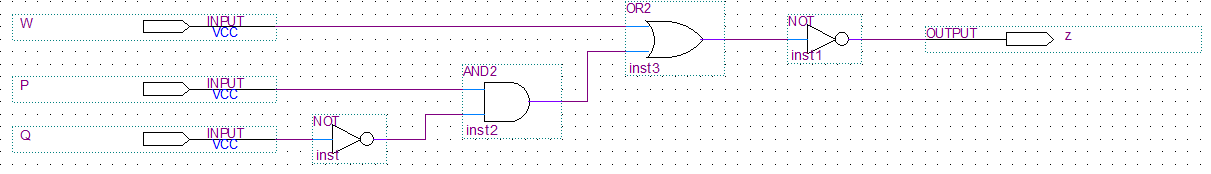 OR2
W INPUT VCC
NOT
OUTPUT z
inst1
inst3
AND2
P INPUT VCC
inst2
NOT
Q INPUT VCC
inst